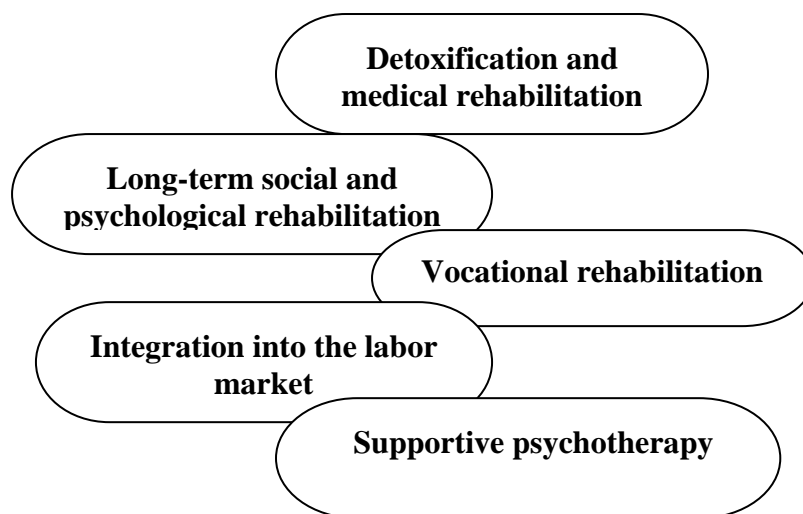 Detoxification and
medical rehabilitation
Long-term social and
psychological rehabilitation
Vocational rehabilitation
Integration into the labor
market
Supportive psychotherapy